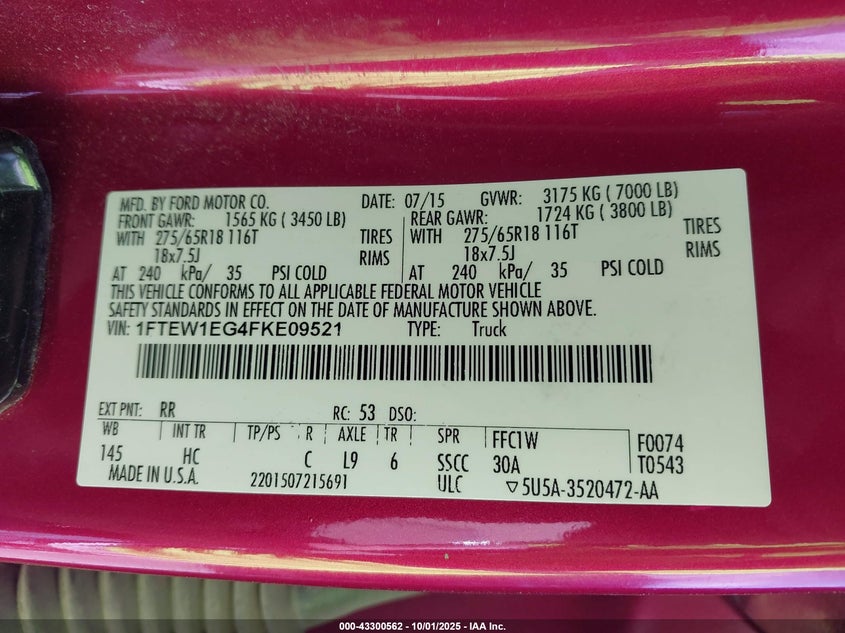 MFD. BY FORD MOTOR CO. DATE: 07/15 GVWR: 3175 KG ( 7000 LB)
FRONT GAWR: 1565 KG ( 3450 LB) REAR GAWR: 1724 KG ( 3800 LB)
WITH 275/65R18 116T TIRES WITH 275/65R18 116T TIRES
18x7.5J RIMS 18x7.5J RIMS
AT 240 kPa/ 35 PSI COLD AT 240 kPa/ 35 PSI COLD
THIS VEHICLE CONFORMS TO ALL APPLICABLE FEDERAL MOTOR VEHICLE
SAFETY STANDARDS IN EFFECT ON THE DATE OF MANUFACTURE SHOWN ABOVE.
VIN: 1FTEW1EG4FKE09521 TYPE: Truck
EXT PNT: RR RC: 53 DSO:
WB INT TR TP/PS R AXLE TR SPR FFC1W F0074
145 HC C L9 6 SSCC 30A T0543
MADE IN U.S.A. 2201507215691 ULC ▽5U5A-3520472-AA
000-43300562 - 10/01/2025 - IAA Inc.